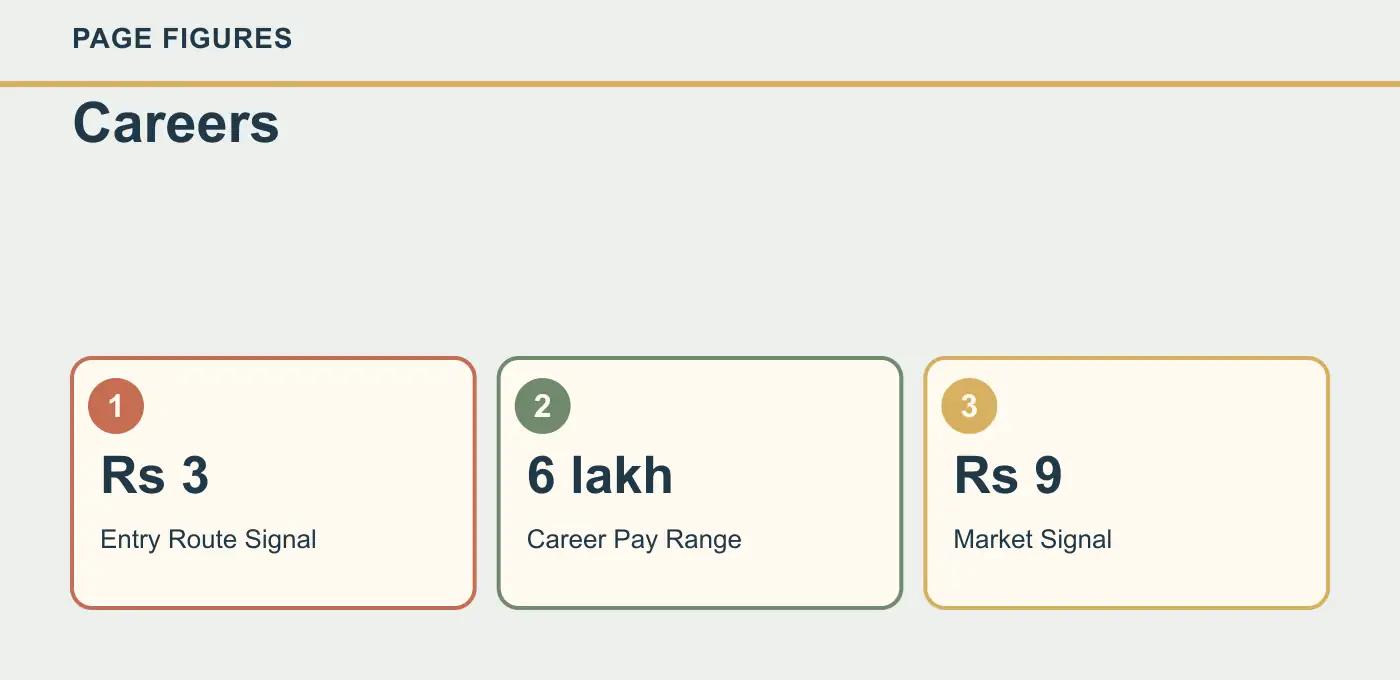 PAGE FIGURES
Careers
1
Rs 3
Entry Route Signal
2
6 lakh
Career Pay Range
3
Rs 9
Market Signal